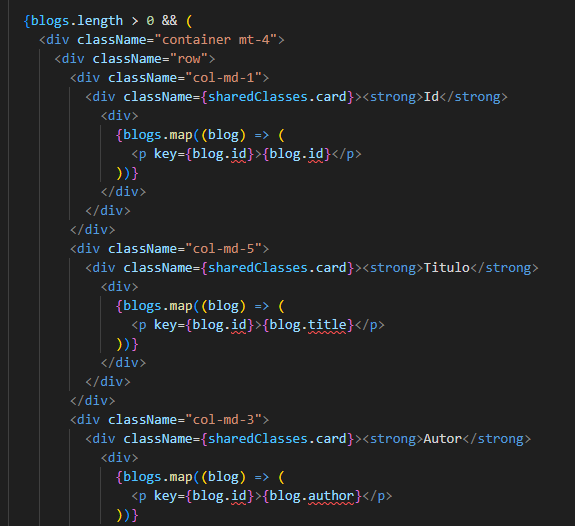 {blogs.length > 0 && (
<div className="container mt-4">
<div className="row">
<div className="col-md-1">
<div className={sharedClasses.card}><strong>Id</strong>
<div>
{blogs.map((blog) => (
<p key={blog.id}>{blog.id}</p>
))}
</div>
</div>
</div>
<div className="col-md-5">
<div className={sharedClasses.card}><strong>Titulo</strong>
<div>
{blogs.map((blog) => (
<p key={blog.id}>{blog.title}</p>
))}
</div>
</div>
</div>
<div className="col-md-3">
<div className={sharedClasses.card}><strong>Autor</strong>
<div>
{blogs.map((blog) => (
<p key={blog.id}>{blog.author}</p>
))}